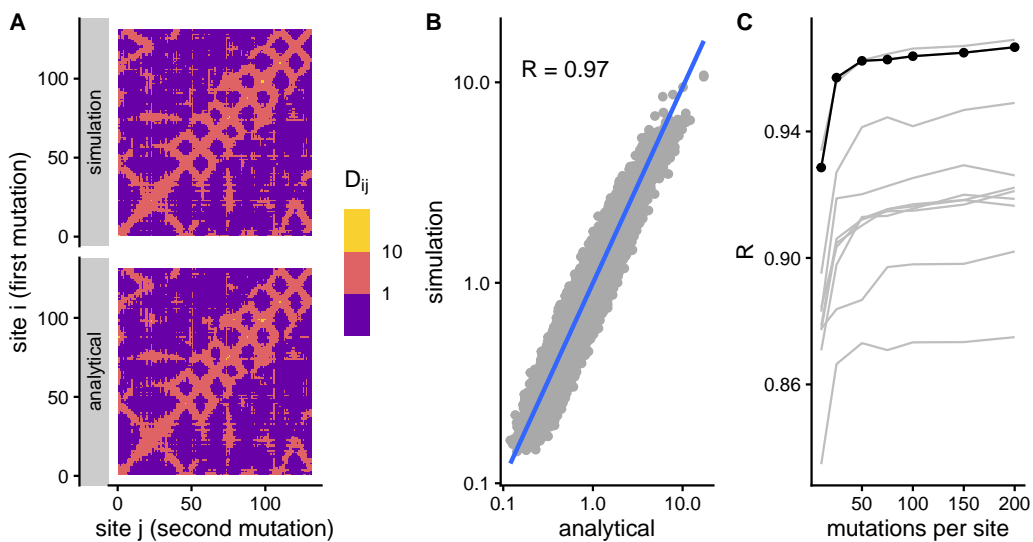 A
site i (first mutation)
simulation
100
50
0
analytical
100
50
0
0 50 100
site j (second mutation)
D_ij
10
1
B
R = 0.97
simulation
10.0
1.0
0.1
0.1 1.0 10.0
analytical
C
R
0.94
0.90
0.86
50 100 150 200
mutations per site